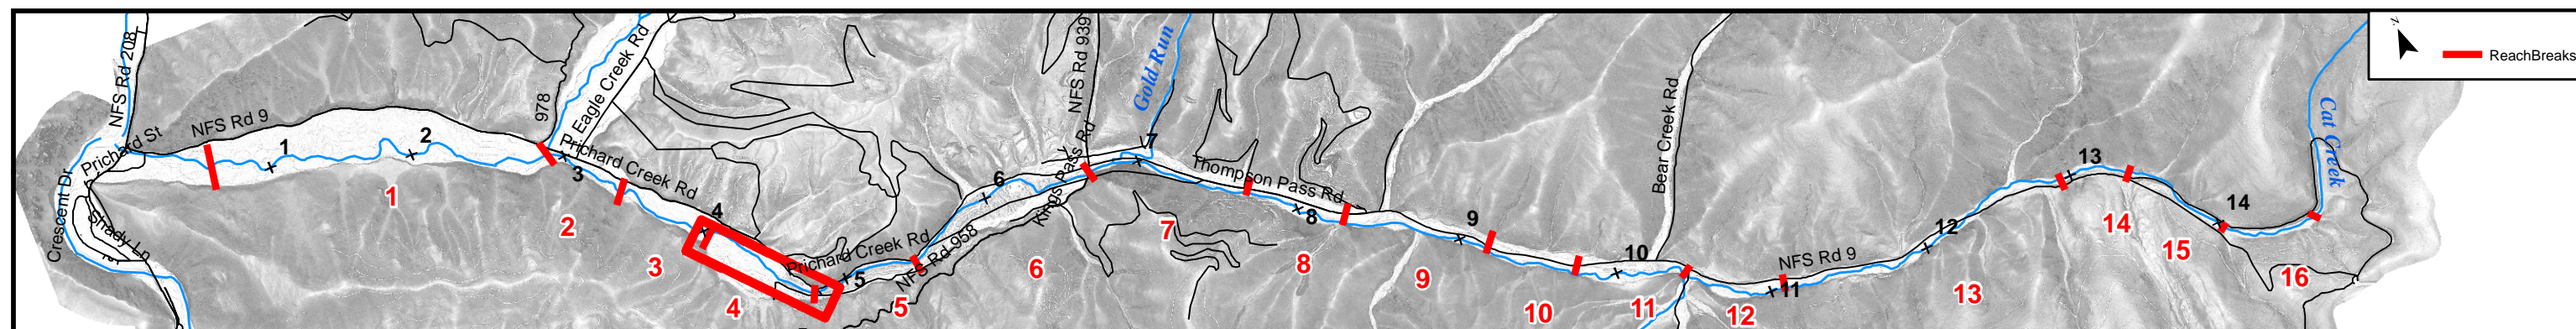 NFS Rd 208
Prichard St
NFS Rd 9
Crescent Dr
Shady Ln
1
2
1
978
P Eagle Creek Rd
Prichard Creek Rd
3
2
3
4
4
Prichard Creek Rd
5
NFS Rd 958
5
6
Kings Pass Rd
6
NFS Rd 939
Gold Run
7
7
Thompson Pass Rd
8
8
9
9
10
10
Bear Creek Rd
11
NFS Rd 9
11
12
12
13
13
14
15
14
16
Cat Creek
ReachBreaks